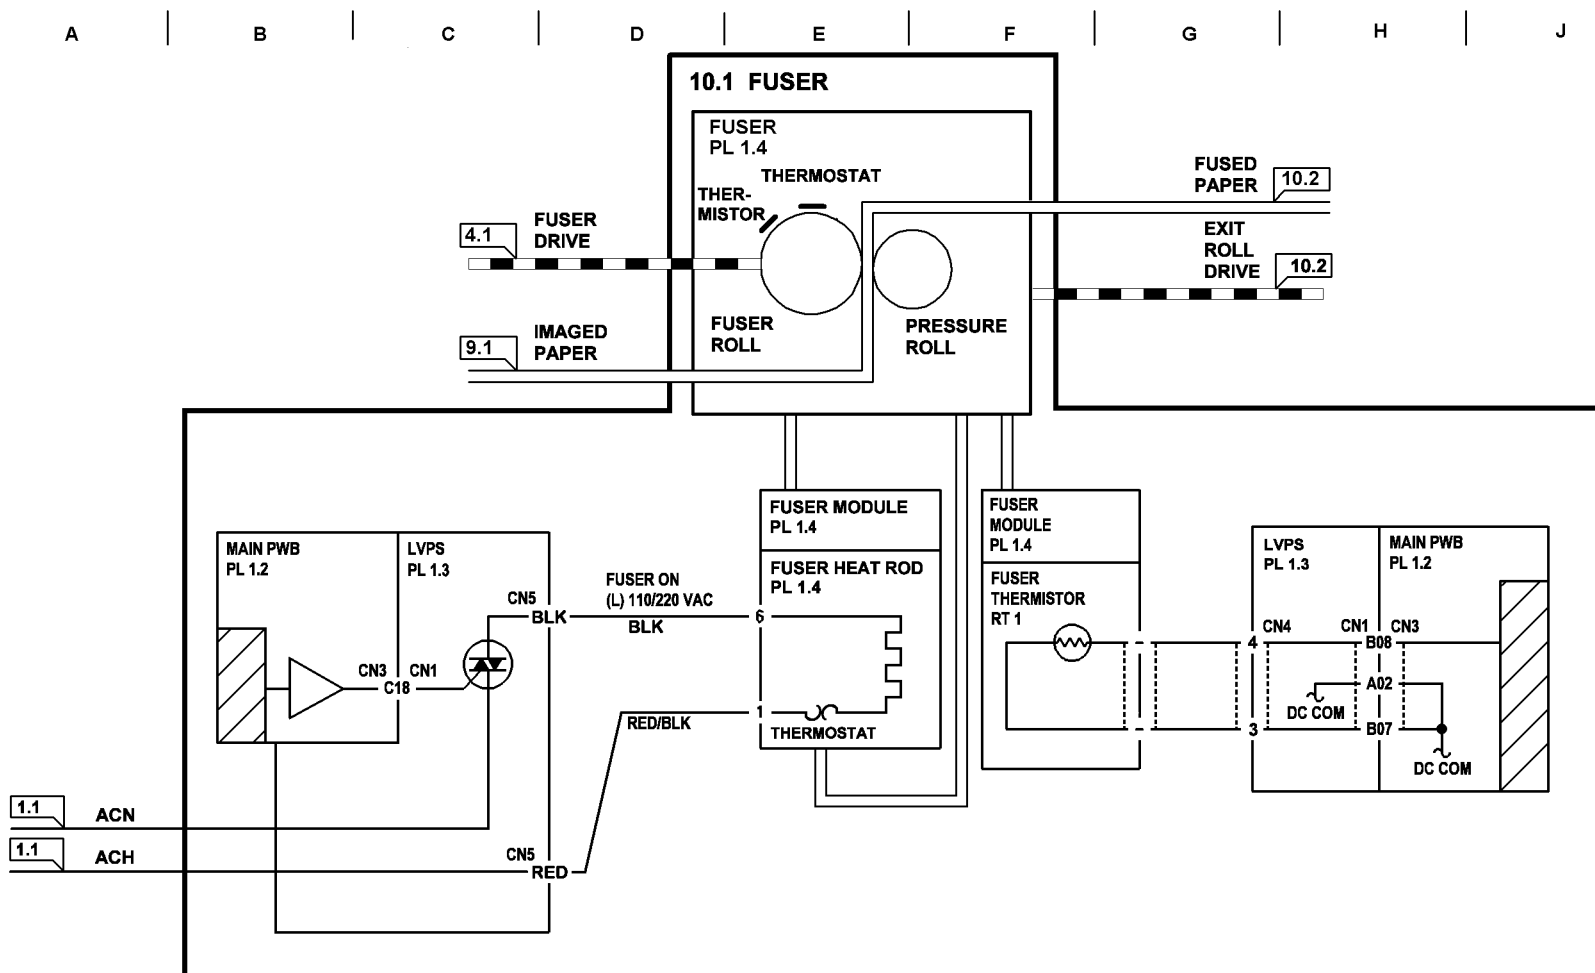 A B C D E F G H J
10.1 FUSER
FUSER
PL 1.4
THERMOSTAT
THER-
MISTOR
FUSED
PAPER
10.2
4.1
FUSER
DRIVE
EXIT
ROLL
DRIVE
10.2
FUSER
ROLL
PRESSURE
ROLL
9.1
IMAGED
PAPER
MAIN PWB
PL 1.2
LVPS
PL 1.3
CN5
BLK
FUSER ON
(L) 110/220 VAC
BLK
CN3
C18
CN1
RED/BLK
FUSER MODULE
PL 1.4
FUSER HEAT ROD
PL 1.4
6
1
THERMOSTAT
FUSER
MODULE
PL 1.4
FUSER
THERMISTOR
RT 1
LVPS
PL 1.3
MAIN PWB
PL 1.2
4
CN4
CN1
B08
CN3
A02
DC COM
3
B07
DC COM
1.1
ACN
1.1
ACH
CN5
RED